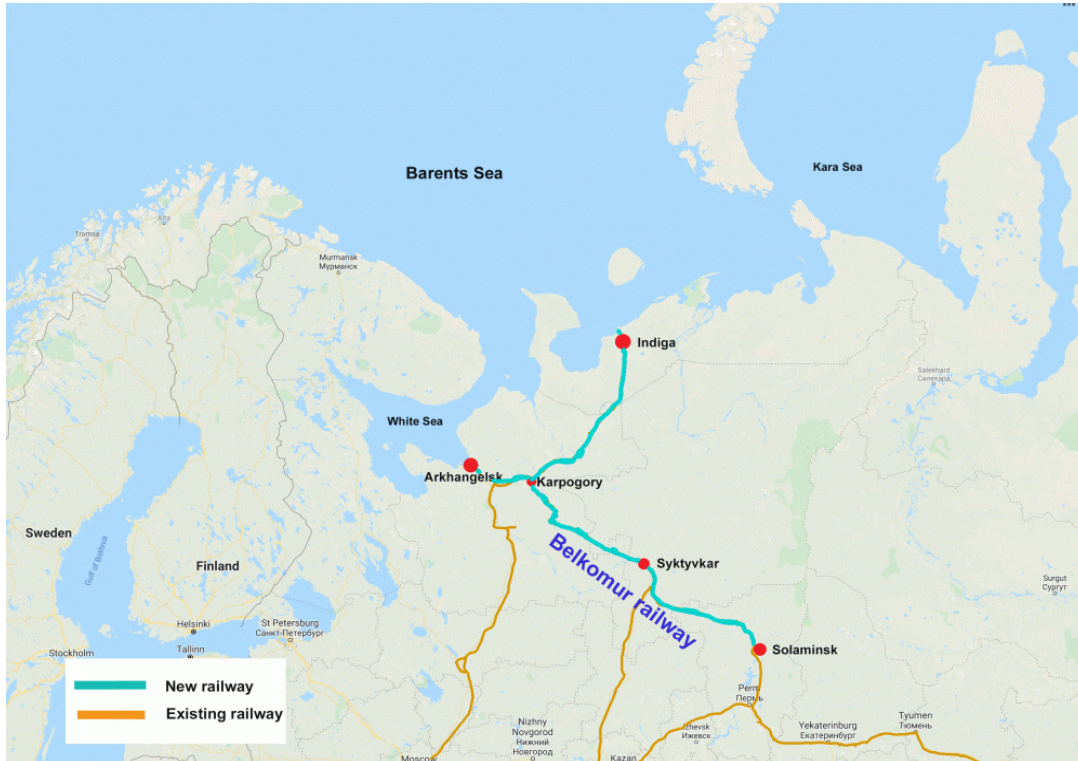 Barents Sea
Kara Sea
Alta
Tromsø
Murmansk
Мурманск
Indiga
Salekhard
Салехард
White Sea
Arkhangelsk
Karpogory
Sweden
Gulf of Bothnia
Finland
Belkomur railway
Syktyvkar
Surgut
Сургут
Helsinki
St Petersburg
Санкт-Петербург
Tallinn
Stockholm
Solaminsk
New railway
Existing railway
Perm
Пермь
Nizhny
Novgorod
Нижний
Новгород
Izhevsk
Ижевск
Yekaterinburg
Екатеринбург
Tyumen
Тюмень
Moscow
Kazan